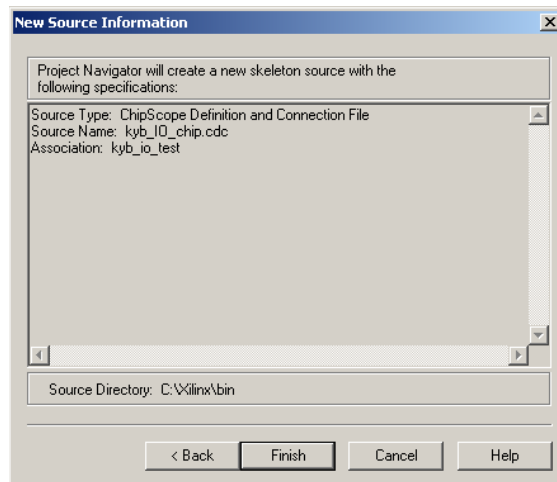 New Source Information
Project Navigator will create a new skeleton source with the
following specifications:
Source Type: ChipScope Definition and Connection File
Source Name: kyb_IO_chip.cdc
Association: kyb_io_test
Source Directory: C:\Xilinx\bin
< Back
Finish
Cancel
Help